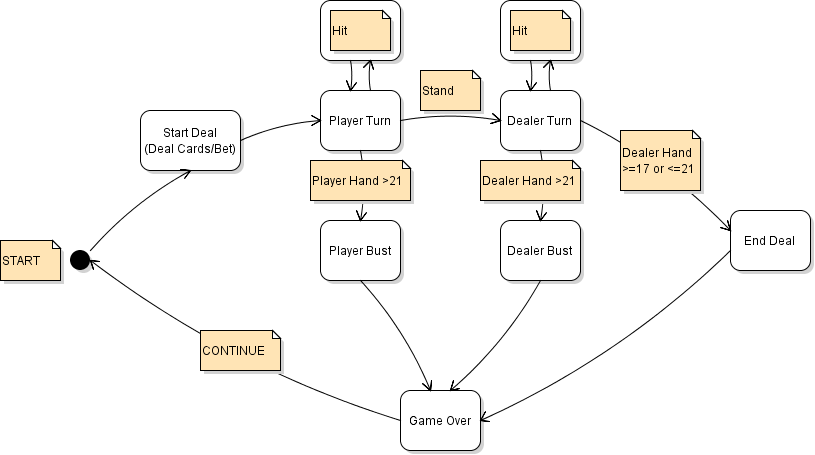 Hit
Hit
Stand
Player Turn
Dealer Turn
Start Deal
(Deal Cards/Bet)
Dealer Hand
>=17 or <=21
Player Hand >21
Dealer Hand >21
End Deal
Player Bust
Dealer Bust
START
CONTINUE
Game Over